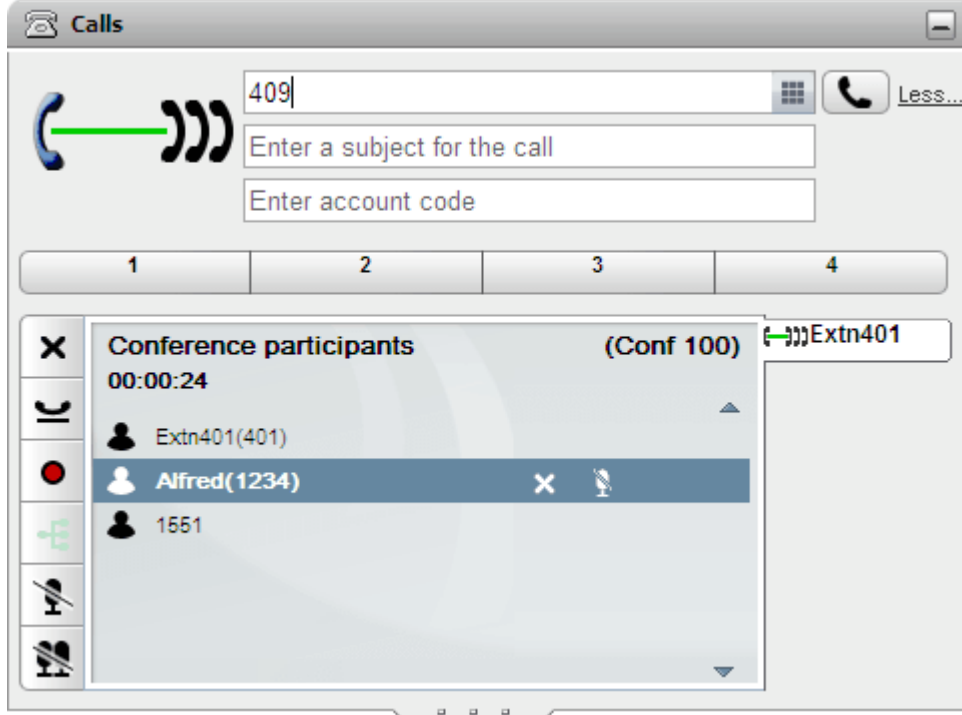 Calls
409
Less...
Enter a subject for the call
Enter account code
1 2 3 4
Conference participants (Conf 100)
Extn401
00:00:24
Extn401(401)
Alfred(1234)
1551